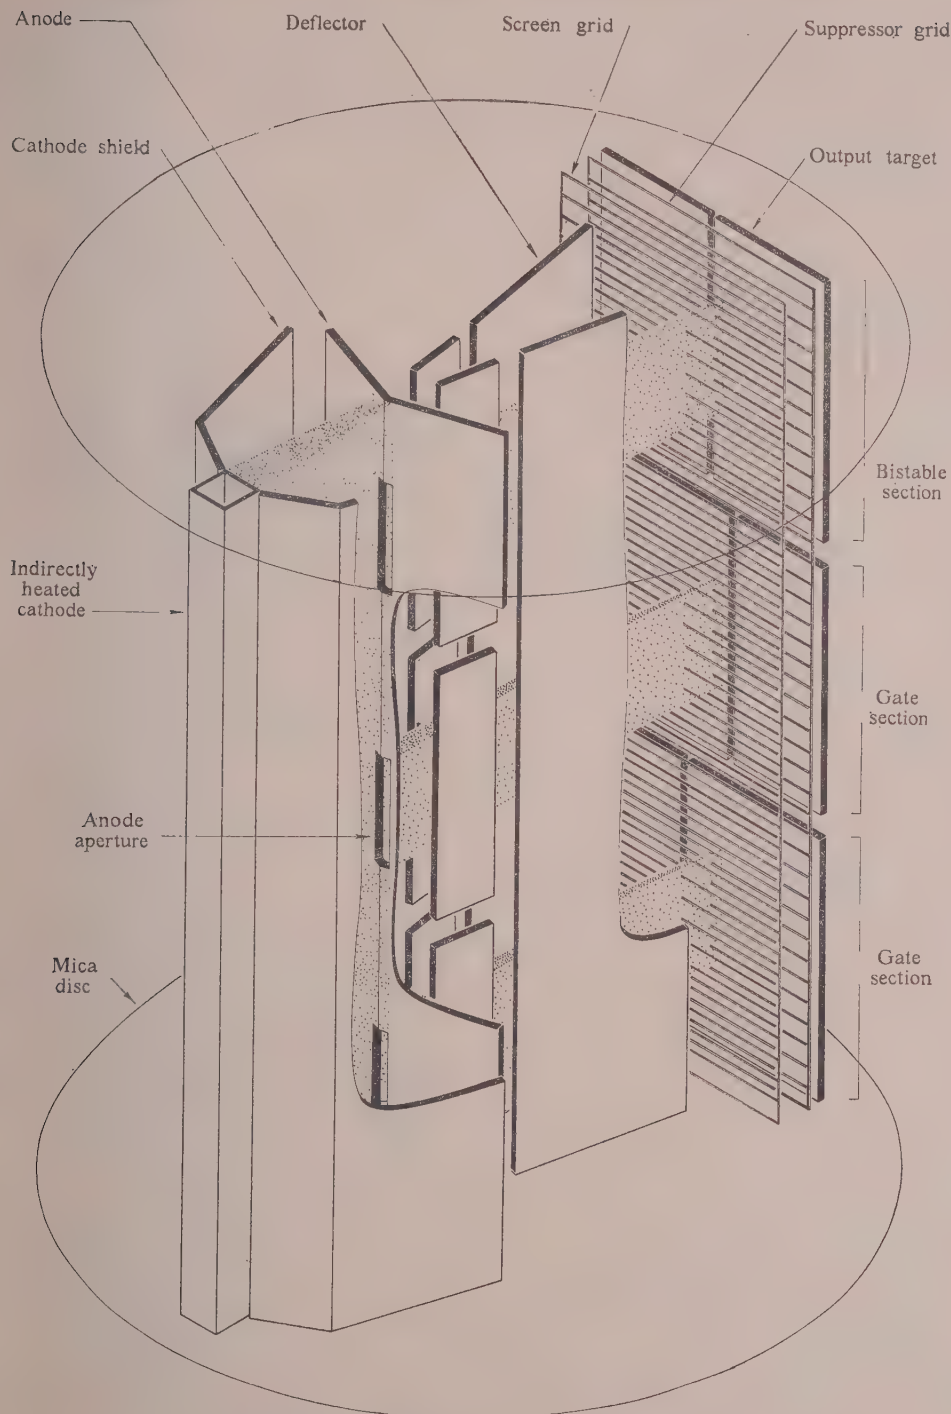 Anode
Deflector
Screen grid
Suppressor grid
Cathode shield
Output target
Bistable
section
Indirectly
heated
cathode
Gate
section
Anode
aperture
Mica
disc
Gate
section